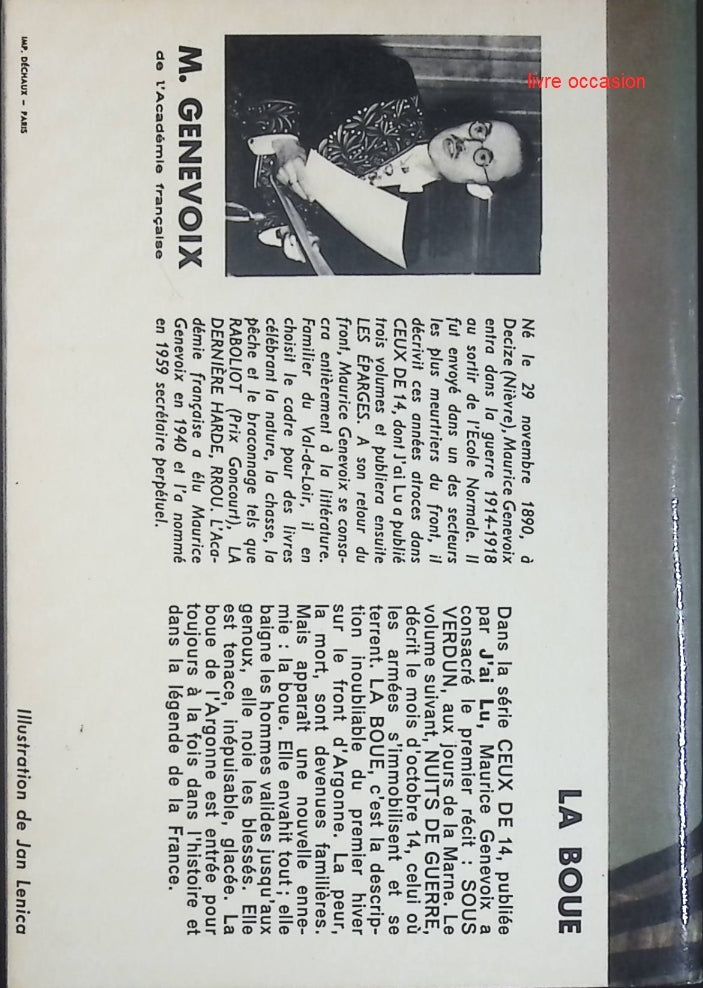 livre occasion
LA BOUE
M. GENEVOIX
de l'Académie française
Né le 29 novembre 1890, à
Decize (Nièvre), Maurice Genevoix
entra dans la guerre 1914-1918
au sortir de l'École Normale. Il
fut envoyé dans un des secteurs
les plus meurtriers du front, il
décrivit ces années atroces dans
CEUX DE 14, dont J'ai Lu a publié
trois volumes et publiera ensuite
LES ÉPARGES. A son retour du
front, Maurice Genevoix se consa-
cra entièrement à la littérature.
Familier du Val-de-Loir, il en
choisit le cadre pour des livres
célébrant la nature, la chasse, la
pêche et le braconnage tels que
RABOLIOT (Prix Goncourt), LA
DERNIÈRE HARDE, RROU. L'Aca-
démie française a élu Maurice
Genevoix en 1940 et l'a nommé
en 1959 secrétaire perpétuel.
Dans la série CEUX DE 14, publiée
par J'ai Lu, Maurice Genevoix a
consacré le premier récit : SOUS
VERDUN, aux jours de la Marne. Le
volume suivant, NUITS DE GUERRE,
décrit le mois d'octobre 14, celui où
les armées s'immobilisent et se
terrent. LA BOUE, c'est la descrip-
tion inoubliable du premier hiver
sur le front d'Argonne. La peur,
la mort, sont devenues familières.
Mais apparaît une nouvelle enne-
mie : la boue. Elle envahit tout ; elle
baigne les hommes valides jusqu'aux
genoux, elle noie les blessés. Elle
est tenace, inépuisable, glacée. La
boue de l'Argonne est entrée pour
toujours à la fois dans l'histoire et
dans la légende de la France.
IMP. DÉCHAUX - PARIS
Illustration de Jan Lenica